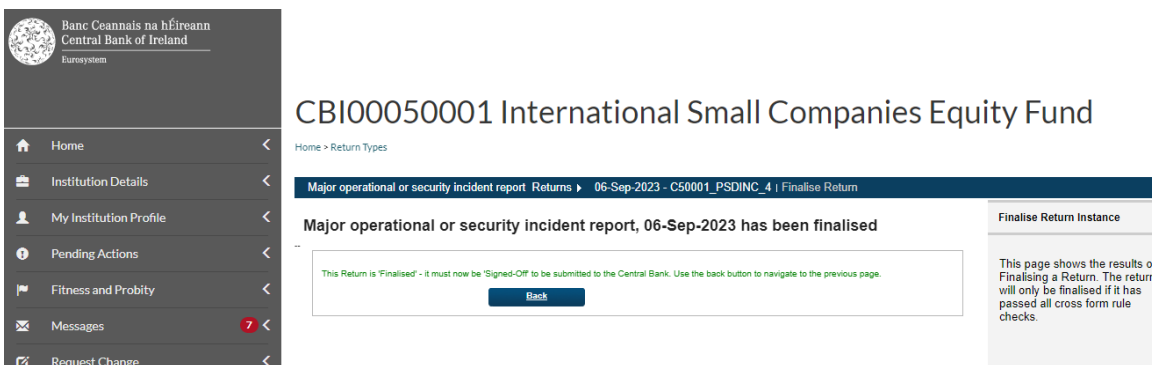 Banc Ceannais na hÉireann
Central Bank of Ireland
Eurosystem
CBI00050001 International Small Companies Equity Fund
Home > Return Types
Home
Institution Details
My Institution Profile
Pending Actions
Fitness and Probity
Messages 7
Request Change
Major operational or security incident report Returns 06-Sep-2023 - C50001_PSDINC_4 | Finalise Return
Major operational or security incident report, 06-Sep-2023 has been finalised
--
This Return is 'Finalised' - it must now be 'Signed-Off' to be submitted to the Central Bank. Use the back button to navigate to the previous page.
Back
Finalise Return Instance
This page shows the results o
Finalising a Return. The return
will only be finalised if it has
passed all cross form rule
checks.